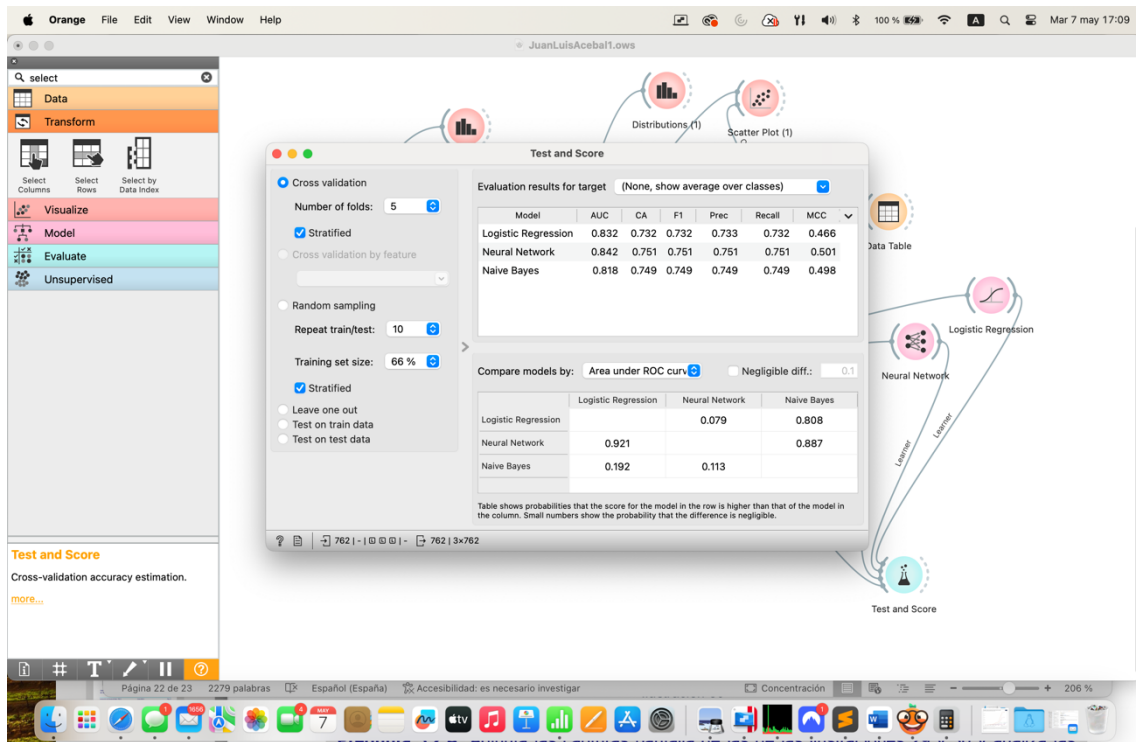 Orange File Edit View Window Help 100 % A Mar 7 may 17:09
JuanLuisAcebal1.ows
select
Data
Transform
Select Columns
Select Rows
Select by Data Index
Visualize
Model
Evaluate
Unsupervised
Test and Score
Cross-validation accuracy estimation.
more...
Distributions (1)
Scatter Plot (1)
Data Table
Logistic Regression
Neural Network
Learner
Learner
Test and Score
Test and Score
Cross validation
Number of folds: 5
Stratified
Cross validation by feature
Random sampling
Repeat train/test: 10
Training set size: 66 %
Stratified
Leave one out
Test on train data
Test on test data
Evaluation results for target (None, show average over classes)
Model AUC CA F1 Prec Recall MCC
Logistic Regression 0.832 0.732 0.732 0.733 0.732 0.466
Neural Network 0.842 0.751 0.751 0.751 0.751 0.501
Naive Bayes 0.818 0.749 0.749 0.749 0.749 0.498
Compare models by: Area under ROC curv Negligible diff.: 0.1
Logistic Regression Neural Network Naive Bayes
Logistic Regression 0.079 0.808
Neural Network 0.921 0.887
Naive Bayes 0.192 0.113
Table shows probabilities that the score for the model in the row is higher than that of the model in
the column. Small numbers show the probability that the difference is negligible.
762 | - | - 762 | 3×762
Página 22 de 23 2279 palabras Español (España) Accesibilidad: es necesario investigar Concentración 206 %
MAY 7
tv